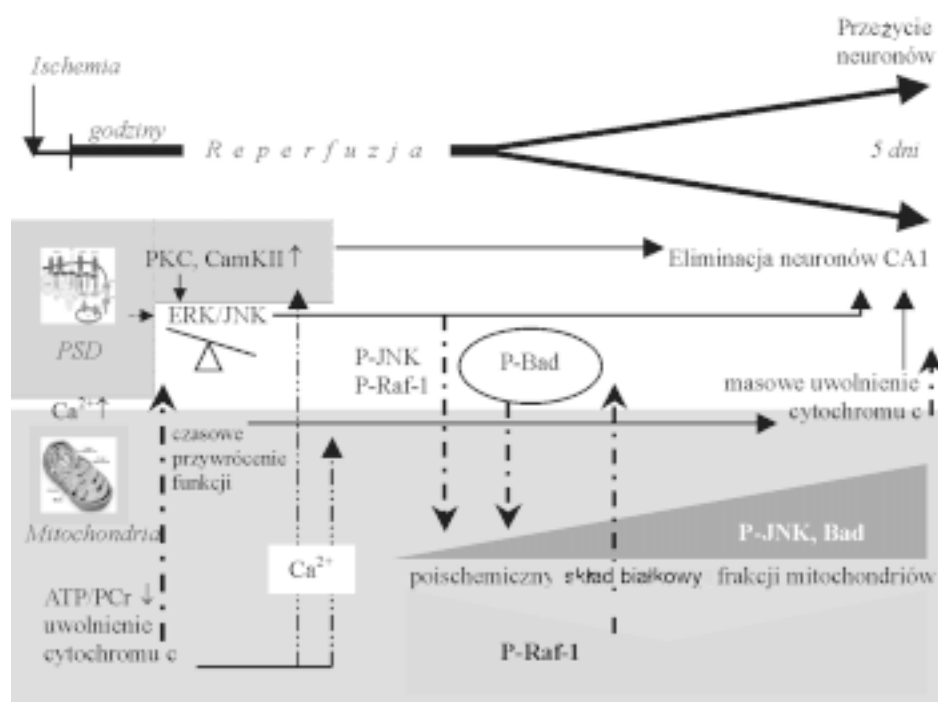 Przeżycie
neuronów
Ischemia
godziny
Reperfuzja
5 dni
PKC, CamKII ↑
Eliminacja neuronów CA1
ERK/JNK
PSD
P-JNK
P-Raf-1
P-Bad
masowe uwolnienie
cytochromu c
Ca²⁺↑
czasowe
przywrócenie
funkcji
Mitochondria
P-JNK, Bad
Ca²⁺
poischemiczny skład białkowy frakcji mitochondriów
ATP/PCr ↓
uwolnienie
cytochromu c
P-Raf-1